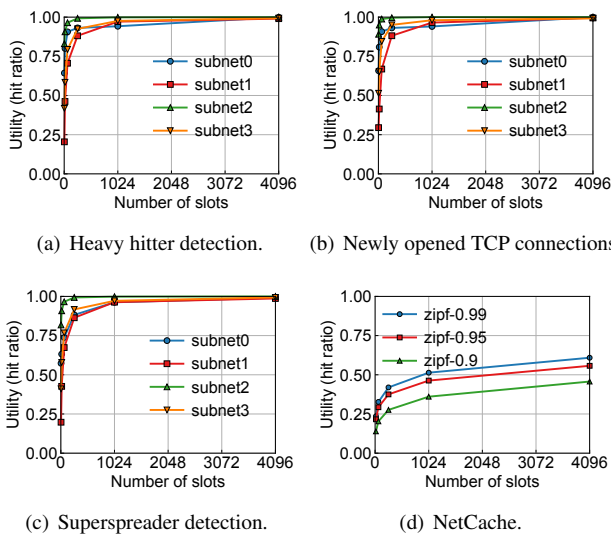 1.00
0.75
0.50
0.25
0.00
Utility (hit ratio)
subnet0
subnet1
subnet2
subnet3
0 1024 2048 3072 4096
Number of slots
(a) Heavy hitter detection.
1.00
0.75
0.50
0.25
0.00
Utility (hit ratio)
subnet0
subnet1
subnet2
subnet3
0 1024 2048 3072 4096
Number of slots
(b) Newly opened TCP connections
1.00
0.75
0.50
0.25
0.00
Utility (hit ratio)
subnet0
subnet1
subnet2
subnet3
0 1024 2048 3072 4096
Number of slots
(c) Superspreader detection.
1.00
0.75
0.50
0.25
0.00
Utility (hit ratio)
zipf-0.99
zipf-0.95
zipf-0.9
0 1024 2048 3072 4096
Number of slots
(d) NetCache.